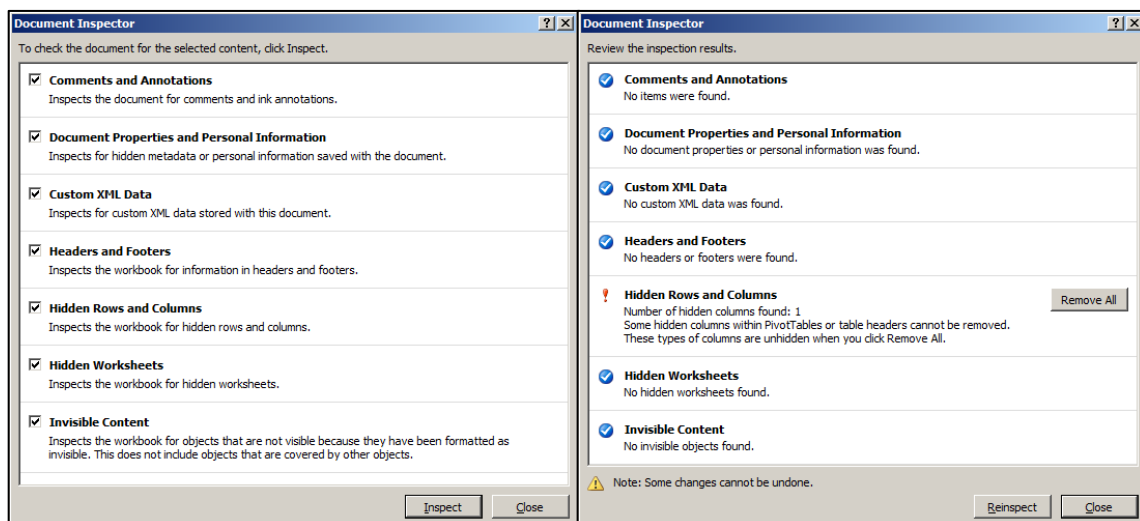 Document Inspector
To check the document for the selected content, click Inspect.
Comments and Annotations
Inspects the document for comments and ink annotations.
Document Properties and Personal Information
Inspects for hidden metadata or personal information saved with the document.
Custom XML Data
Inspects for custom XML data stored with this document.
Headers and Footers
Inspects the workbook for information in headers and footers.
Hidden Rows and Columns
Inspects the workbook for hidden rows and columns.
Hidden Worksheets
Inspects the workbook for hidden worksheets.
Invisible Content
Inspects the workbook for objects that are not visible because they have been formatted as
invisible. This does not include objects that are covered by other objects.
Inspect
Close
Document Inspector
Review the inspection results.
Comments and Annotations
No items were found.
Document Properties and Personal Information
No document properties or personal information was found.
Custom XML Data
No custom XML data was found.
Headers and Footers
No headers or footers were found.
Hidden Rows and Columns
Number of hidden columns found: 1
Some hidden columns within PivotTables or table headers cannot be removed.
These types of columns are unhidden when you click Remove All.
Remove All
Hidden Worksheets
No hidden worksheets found.
Invisible Content
No invisible objects found.
Note: Some changes cannot be undone.
Reinspect
Close